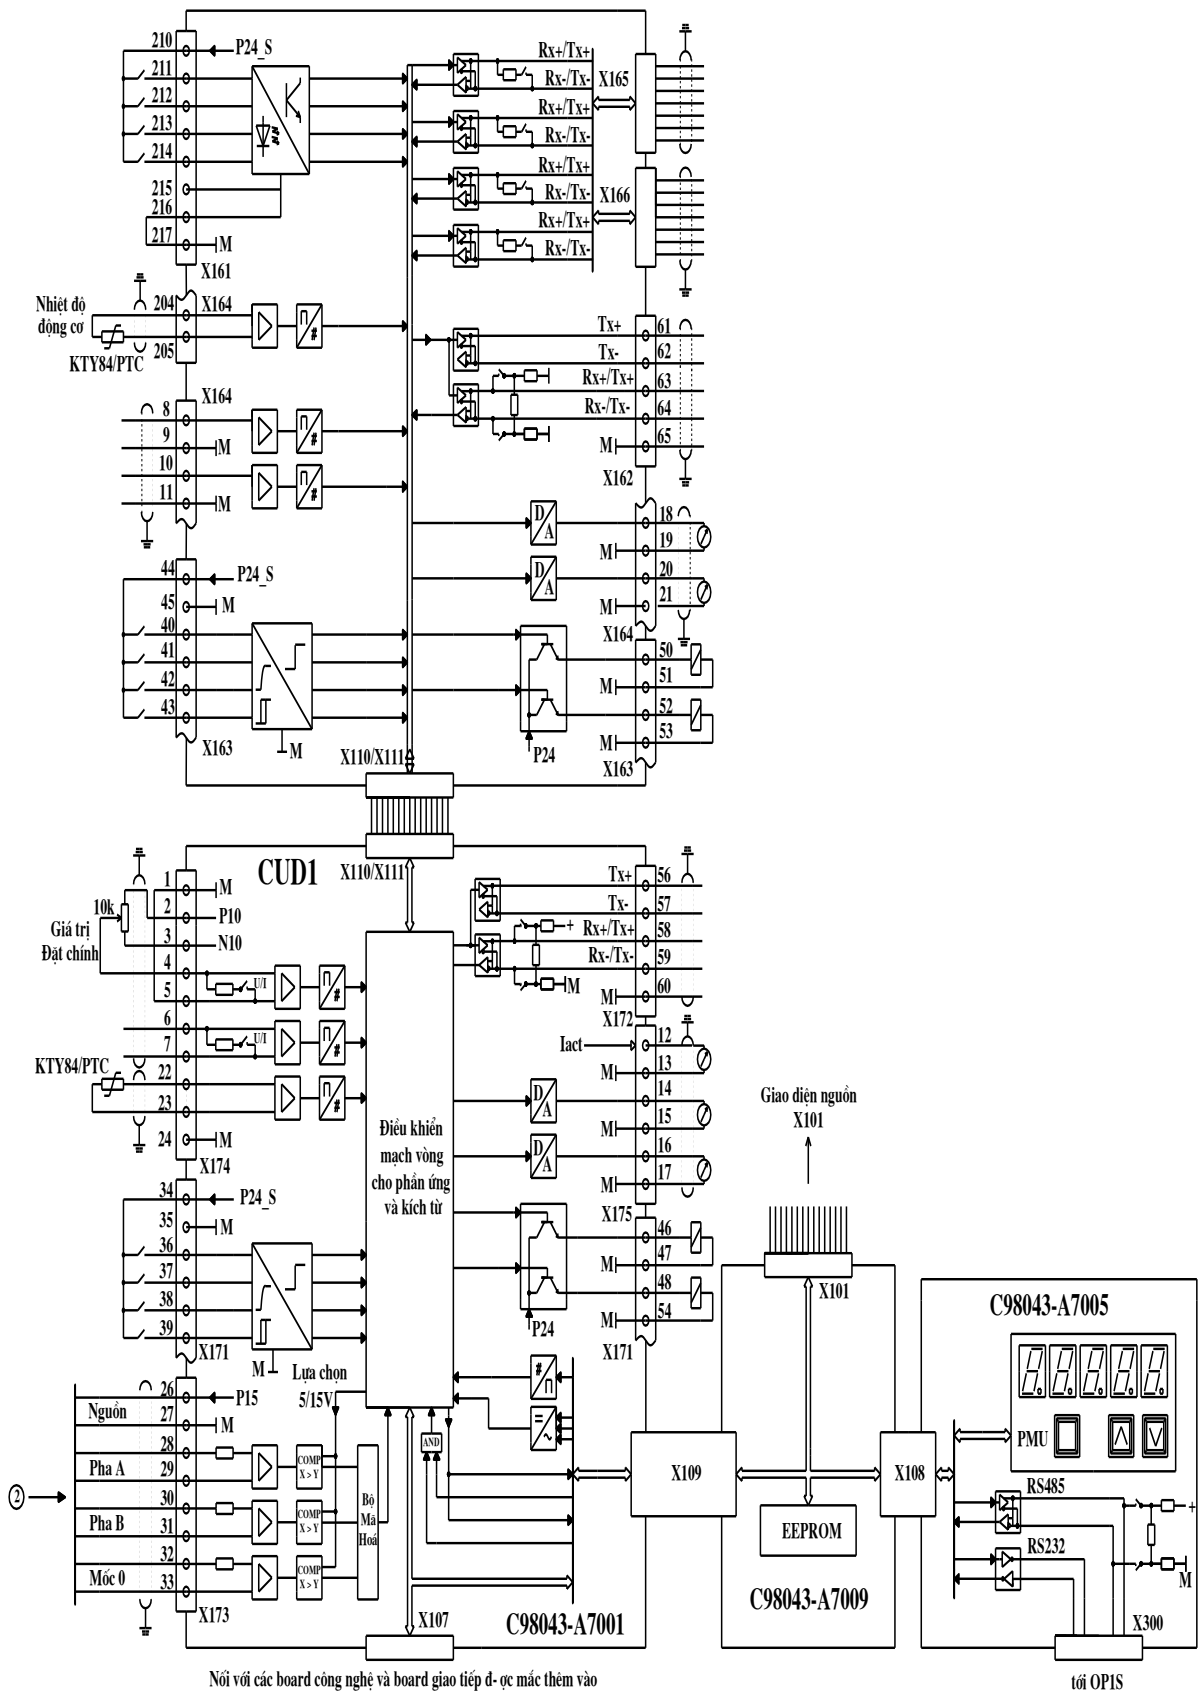 210
P24_S
211
212
213
214
215
216
217
M
X161
Rx+/Tx+
Rx-/Tx-
X165
Rx+/Tx+
Rx-/Tx-
Rx+/Tx+
Rx-/Tx-
X166
Rx+/Tx+
Rx-/Tx-
Nhiệt độ
động cơ
204
X164
KTY84/PTC
205
#
Tx+
61
Tx-
62
Rx+/Tx+
63
Rx-/Tx-
64
M
65
X162
X164
8
9
M
10
11
M
#
#
D
A
18
M
19
D
A
20
M
21
X164
44
P24_S
45
M
40
41
42
43
M
X163
50
M
51
52
M
53
P24
X163
X110/X111
CUD1
X110/X111
1
M
10k
2
P10
Giá trị
Đặt chính
3
N10
4
5
U/I
#
6
7
U/I
#
KTY84/PTC
22
23
#
24
M
X174
Tx+
56
Tx-
57
+
Rx+/Tx+
58
Rx-/Tx-
59
M
M
60
X172
Iact
12
M
13
D
A
14
M
15
D
A
16
M
17
X175
Điều khiển
mạch vòng
cho phần ứng
và kích từ
34
P24_S
35
M
36
37
38
39
M
X171
46
M
47
48
M
54
P24
X171
Lựa chọn
5/15V
26
P15
Nguồn
27
M
28
Pha A
29
COMP
X > Y
2
30
Pha B
31
COMP
X > Y
32
Mốc 0
33
COMP
X > Y
X173
Bộ
Mã
Hoá
AND
#
=
~
X107
C98043-A7001
Nối với các board công nghệ và board giao tiếp đ- ợc mắc thêm vào
Giao diện nguồn
X101
X101
X109
EEPROM
C98043-A7009
X108
C98043-A7005
8.8.8.8.8.
PMU
Λ
V
RS485
+
RS232
M
X300
tới OP1S